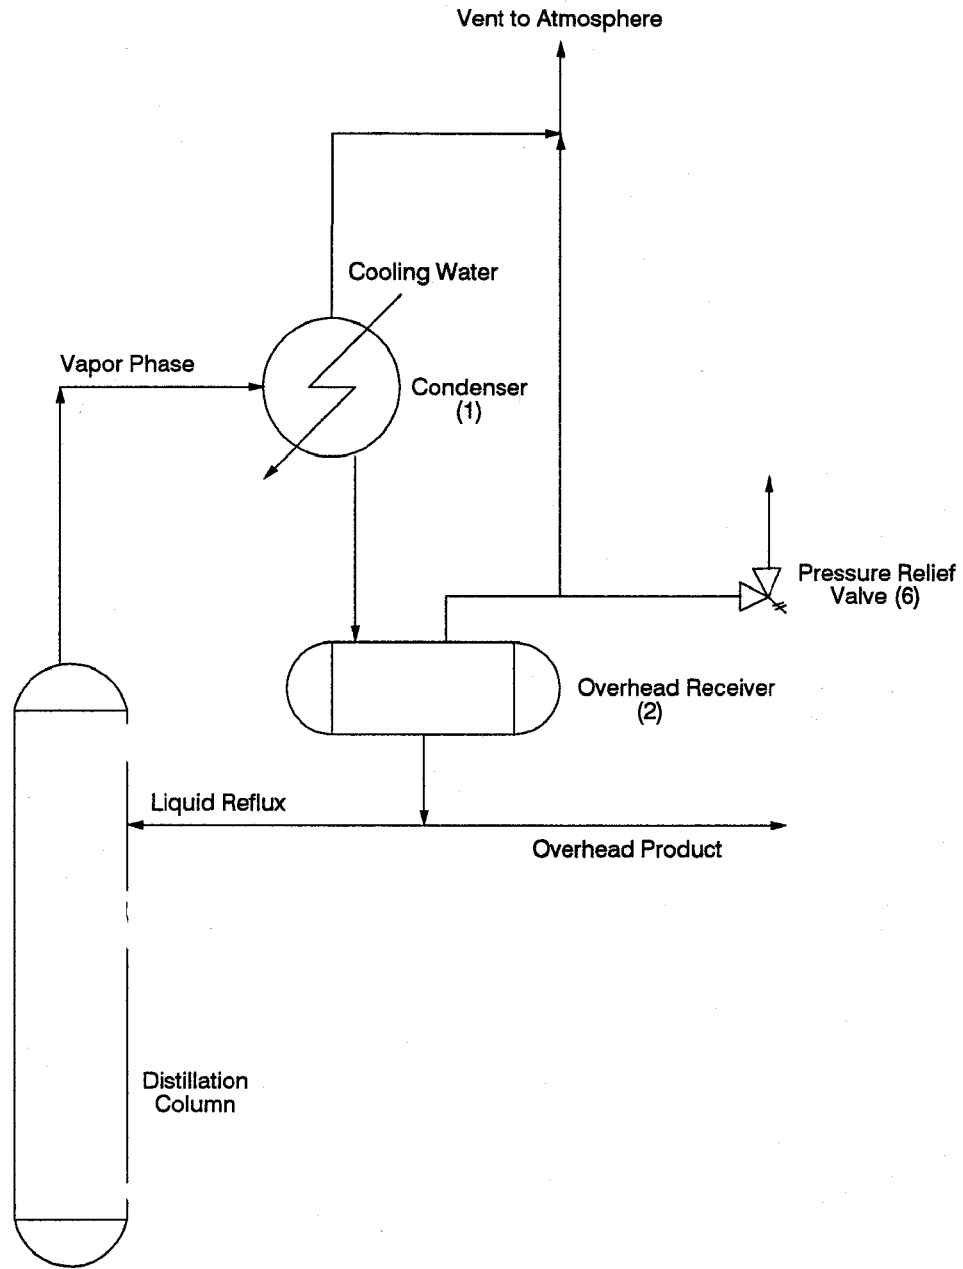 Vent to Atmosphere
Cooling Water
Vapor Phase
Condenser
(1)
Pressure Relief
Valve (6)
Overhead Receiver
(2)
Liquid Reflux
Overhead Product
Distillation
Column